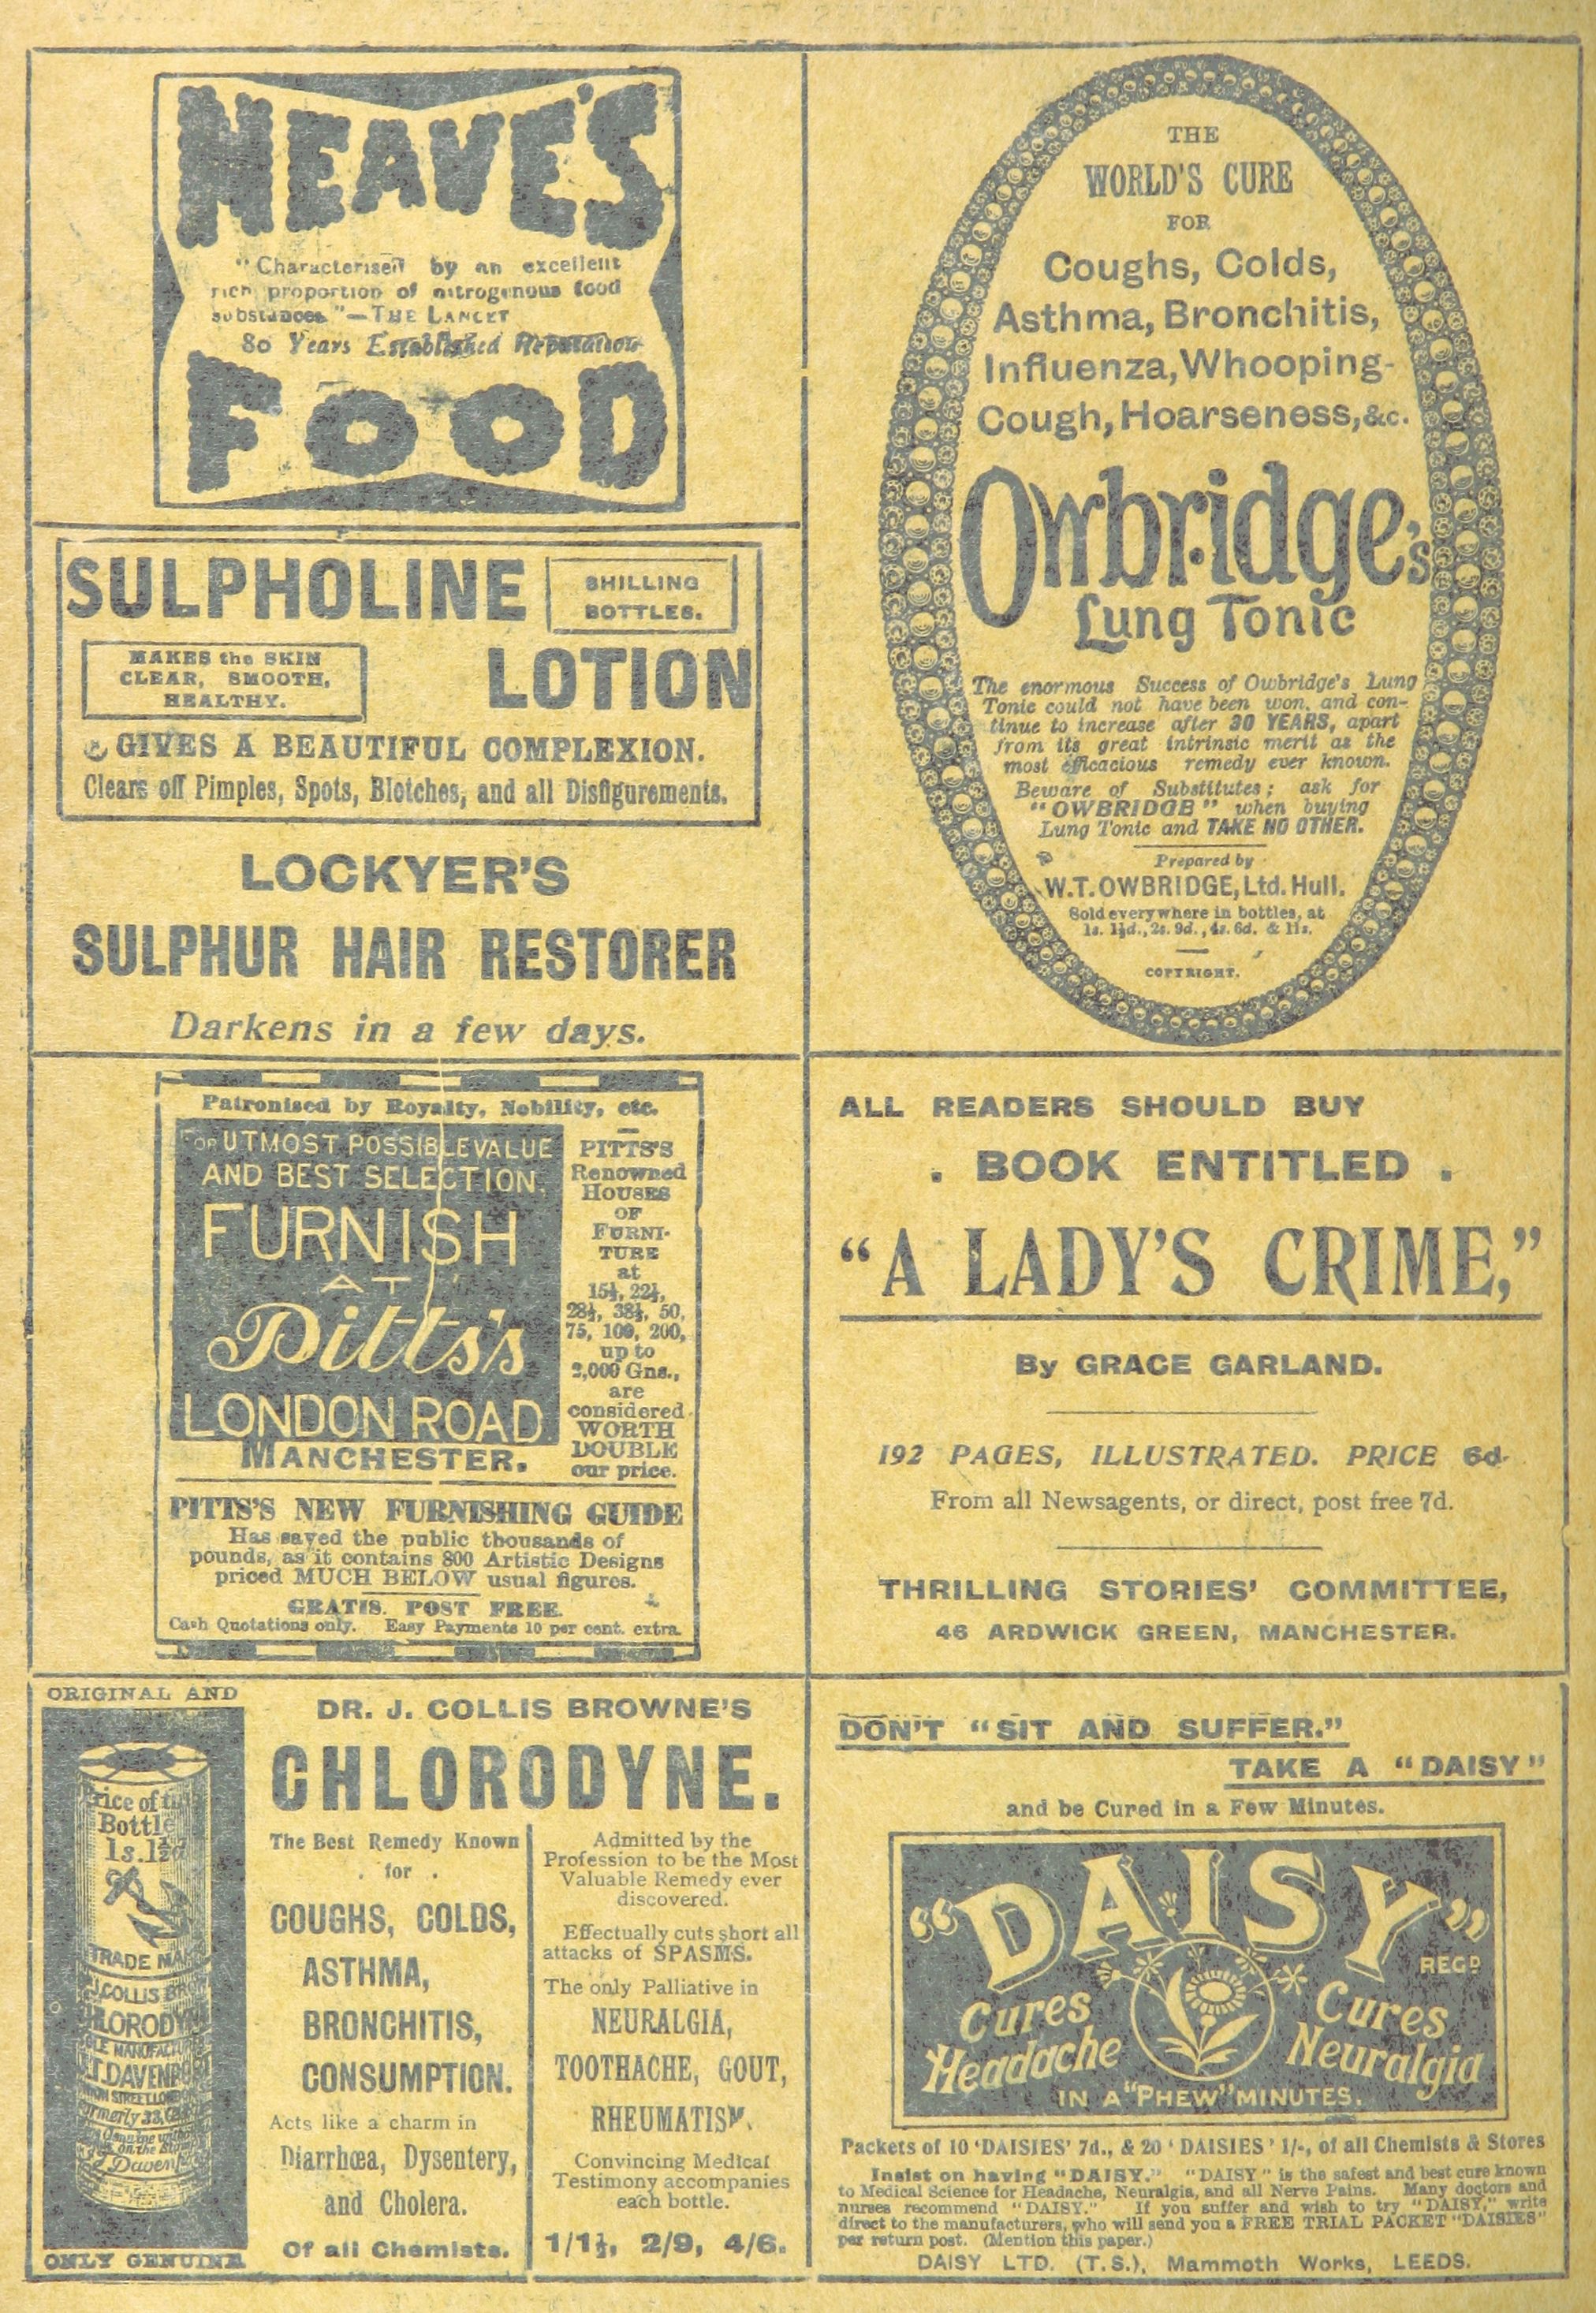 NEAVE'S
"Characterised by an excellent
rich proportion of nitrogenous food
substances."—THE LANCET
80 Years Established Reputation
FOOD
SULPHOLINE
SHILLING
BOTTLES.
MAKES the SKIN
CLEAR, SMOOTH,
HEALTHY.
LOTION
GIVES A BEAUTIFUL COMPLEXION.
Clears off Pimples, Spots, Blotches, and all Disfigurements.
LOCKYER'S
SULPHUR HAIR RESTORER
Darkens in a few days.
Patronised by Royalty, Nobility, etc.
For UTMOST POSSIBLE VALUE
AND BEST SELECTION,
FURNISH
AT
Pitts's
LONDON ROAD
MANCHESTER.
PITTS'S
Renowned
HOUSES
OF
FURNI-
TURE
at
15½, 22½,
28½, 38½, 50,
75, 100, 200,
up to
2,000 Gns.,
are
considered
WORTH
DOUBLE
our price.
PITTS'S NEW FURNISHING GUIDE
Has saved the public thousands of
pounds, as it contains 800 Artistic Designs
priced MUCH BELOW usual figures.
GRATIS. POST FREE.
Cash Quotations only. Easy Payments 10 per cent. extra.
ORIGINAL AND
Price of this
Bottle
1s.1½d
TRADE MA
J.COLLIS BR
HLORODYN
LE MANUFACTU
J.T.DAVENPORT
Formerly 33,
Genuine witho
on the Stam
J Davenp
ONLY GENUINE
DR. J. COLLIS BROWNE'S
CHLORODYNE.
The Best Remedy Known
. for .
COUGHS, COLDS,
ASTHMA,
BRONCHITIS,
CONSUMPTION.
Acts like a charm in
Diarrhœa, Dysentery,
and Cholera.
Of all Chemists.
Admitted by the
Profession to be the Most
Valuable Remedy ever
discovered.
Effectually cuts short all
attacks of SPASMS.
The only Palliative in
NEURALGIA,
TOOTHACHE, GOUT,
RHEUMATISM.
Convincing Medical
Testimony accompanies
each bottle.
1/1½, 2/9, 4/6.
THE
WORLD'S CURE
FOR
Coughs, Colds,
Asthma, Bronchitis,
Influenza, Whooping-
Cough, Hoarseness, &c.
Owbridge's
Lung Tonic
The enormous Success of Owbridge's Lung
Tonic could not have been won, and con-
tinue to increase after 30 YEARS, apart
from its great intrinsic merit as the
most efficacious remedy ever known.
Beware of Substitutes; ask for
"OWBRIDGE" when buying
Lung Tonic and TAKE NO OTHER.
Prepared by
W.T.OWBRIDGE, Ltd. Hull.
Sold everywhere in bottles, at
1s. 1½d., 2s. 9d., 4s. 6d. & 11s.
COPYRIGHT.
ALL READERS SHOULD BUY
. BOOK ENTITLED .
"A LADY'S CRIME,"
By GRACE GARLAND.
192 PAGES, ILLUSTRATED. PRICE 6d.
From all Newsagents, or direct, post free 7d.
THRILLING STORIES' COMMITTEE,
46 ARDWICK GREEN, MANCHESTER.
DON'T "SIT AND SUFFER."
TAKE A "DAISY"
and be Cured in a Few Minutes.
"DAISY"
REGD
Cures
Headache
Cures
Neuralgia
IN A "PHEW" MINUTES.
Packets of 10 'DAISIES' 7d., & 20 'DAISIES' 1/-, of all Chemists & Stores
Insist on having "DAISY." "DAISY" is the safest and best cure known
to Medical Science for Headache, Neuralgia, and all Nerve Pains. Many doctors and
nurses recommend "DAISY." If you suffer and wish to try "DAISY," write
direct to the manufacturers, who will send you a FREE TRIAL PACKET "DAISIES"
per return post. (Mention this paper.)
DAISY LTD. (T.S.), Mammoth Works, LEEDS.